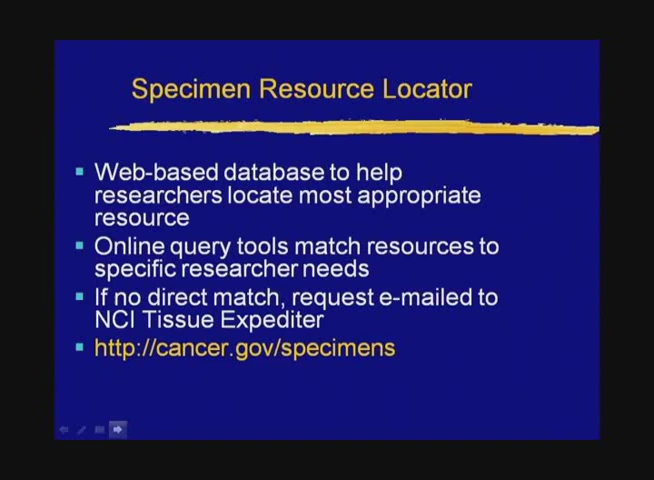 Specimen Resource Locator
Web-based database to help
researchers locate most appropriate
resource
Online query tools match resources to
specific researcher needs
If no direct match, request e-mailed to
NCI Tissue Expediter
http://cancer.gov/specimens